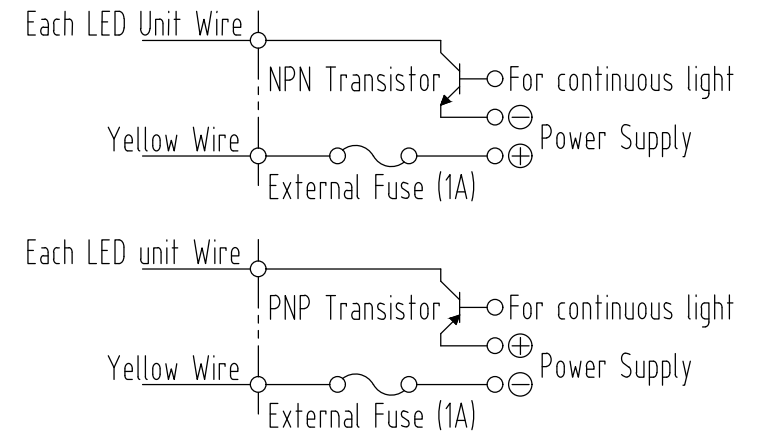 Each LED Unit Wire
NPN Transistor
For continuous light
−
Yellow Wire
+
Power Supply
External Fuse (1A)
Each LED unit Wire
PNP Transistor
For continuous light
+
Yellow Wire
−
Power Supply
External Fuse (1A)